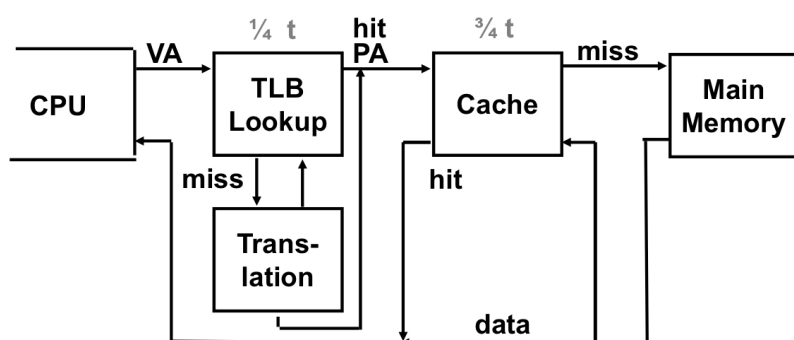 ¼ t
hit
¾ t
VA
PA
miss
CPU
TLB
Lookup
Cache
Main
Memory
miss
hit
Trans-
lation
data